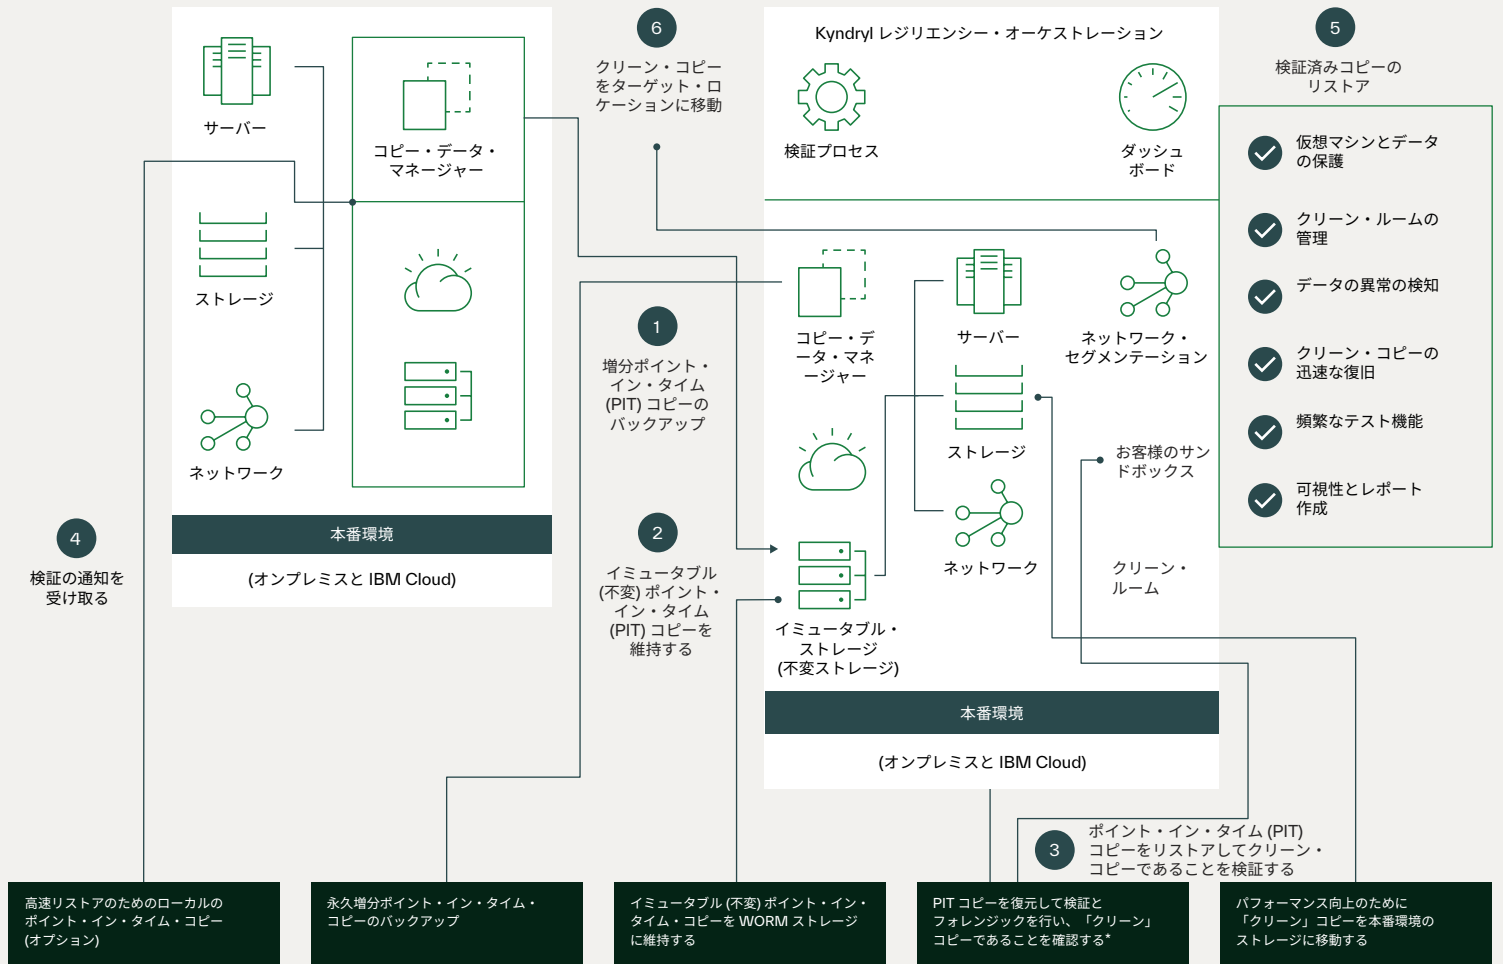 サーバー
ストレージ
ネットワーク
コピー・データ・
マネージャー
本番環境
(オンプレミスと IBM Cloud)
4
検証の通知を
受け取る
6
クリーン・コピー
をターゲット・ロ
ケーションに移動
1
増分ポイント・
イン・タイム
(PIT) コピーの
バックアップ
2
イミュータブル
(不変) ポイント・
イン・タイム
(PIT) コピーを
維持する
Kyndryl レジリエンシー・オーケストレーション
検証プロセス
ダッシュ
ボード
コピー・デ
ータ・マネ
ージャー
サーバー
ネットワーク・
セグメンテーション
ストレージ
ネットワーク
お客様のサン
ドボックス
クリーン・
ルーム
イミュータブル・
ストレージ
(不変ストレージ)
本番環境
(オンプレミスと IBM Cloud)
5
検証済みコピーの
リストア
仮想マシンとデータ
の保護
クリーン・ルームの
管理
データの異常の検知
クリーン・コピーの
迅速な復旧
頻繁なテスト機能
可視性とレポート
作成
3
ポイント・イン・タイム (PIT)
コピーをリストアしてクリーン・
コピーであることを検証する
高速リストアのためのローカルの
ポイント・イン・タイム・コピー
(オプション)
永久増分ポイント・イン・タイム・
コピーのバックアップ
イミュータブル (不変) ポイント・イン・
タイム・コピーを WORM ストレージ
に維持する
PIT コピーを復元して検証と
フォレンジックを行い、「クリーン」
コピーであることを確認する*
パフォーマンス向上のために
「クリーン」コピーを本番環境の
ストレージに移動する